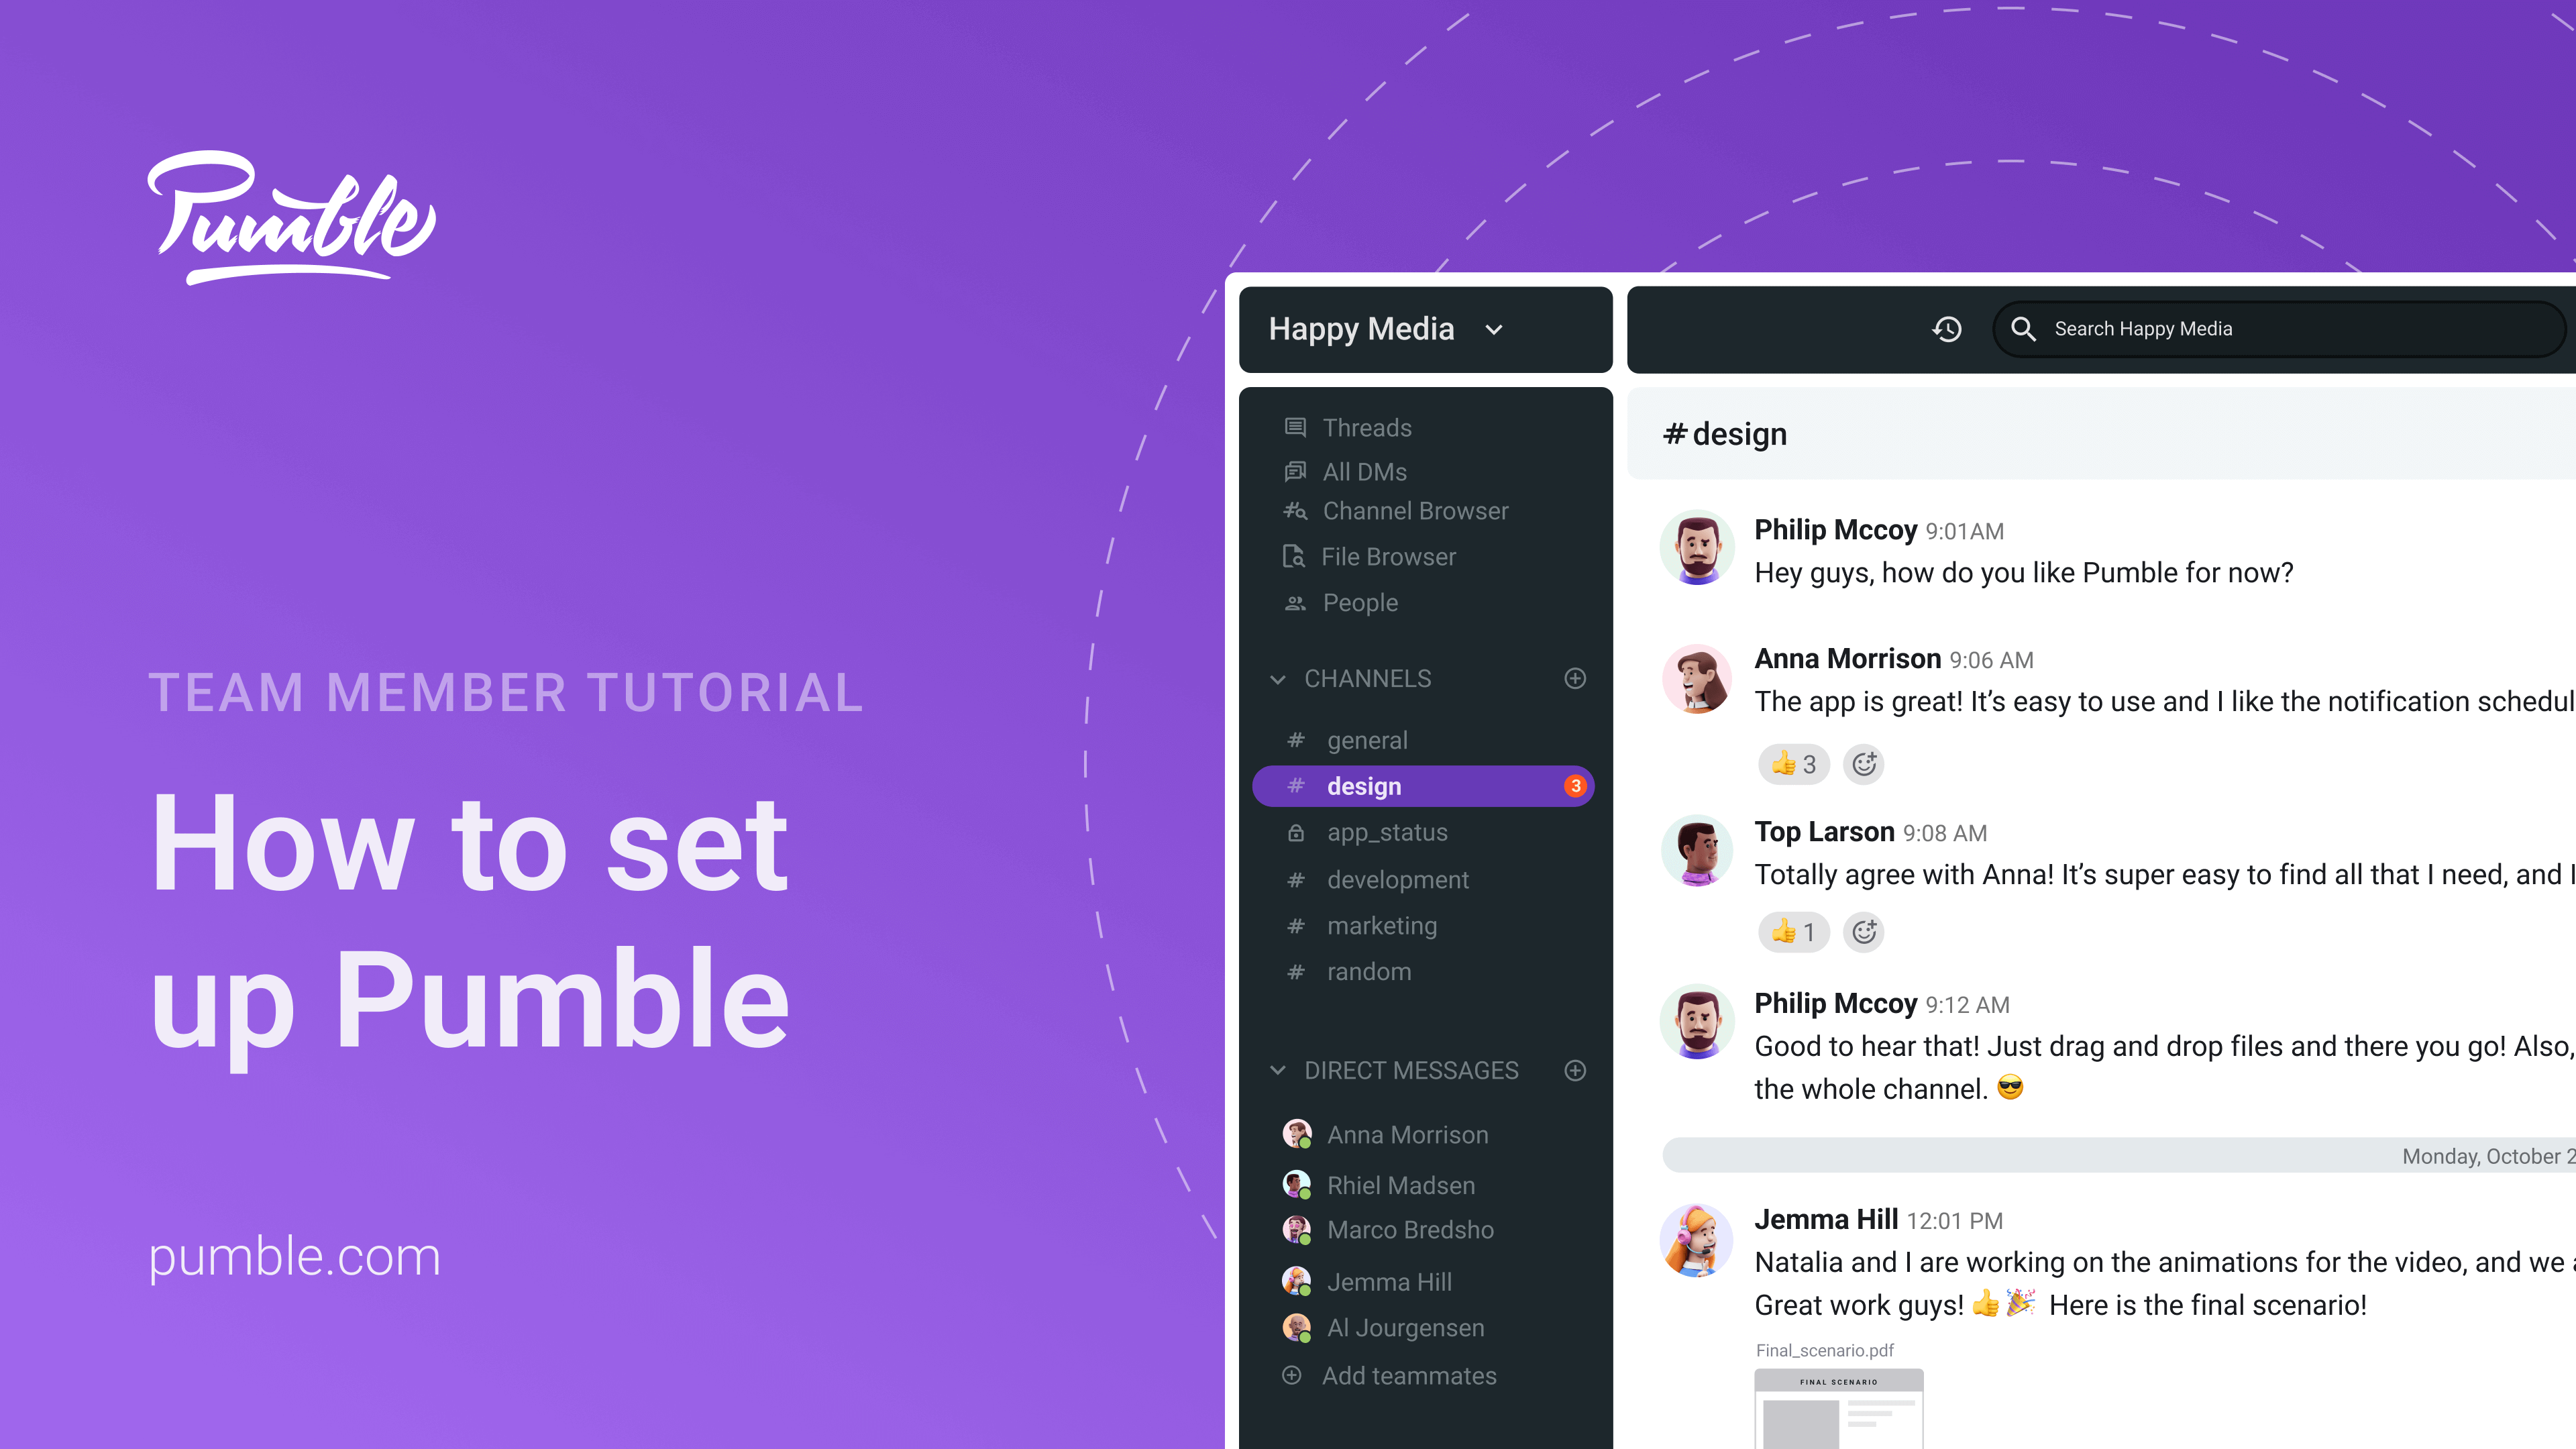 Pumble
TEAM MEMBER TUTORIAL
How to set
up Pumble
pumble.com
Happy Media
Search Happy Media
Threads
All DMs
Channel Browser
File Browser
People
CHANNELS
# general
# design 3
app_status
# development
# marketing
# random
DIRECT MESSAGES
Anna Morrison
Rhiel Madsen
Marco Bredsho
Jemma Hill
Al Jourgensen
Add teammates
# design
Philip Mccoy 9:01AM
Hey guys, how do you like Pumble for now?
Anna Morrison 9:06 AM
The app is great! It’s easy to use and I like the notification
👍 3
Top Larson 9:08 AM
Totally agree with Anna! It’s super easy to find all that I need, and
👍 1
Philip Mccoy 9:12 AM
Good to hear that! Just drag and drop files and there you go! Also,
the whole channel. 😎
Monday, October
Jemma Hill 12:01 PM
Natalia and I are working on the animations for the video, and we
Great work guys! 👍🎉 Here is the final scenario!
Final_scenario.pdf
FINAL SCENARIO